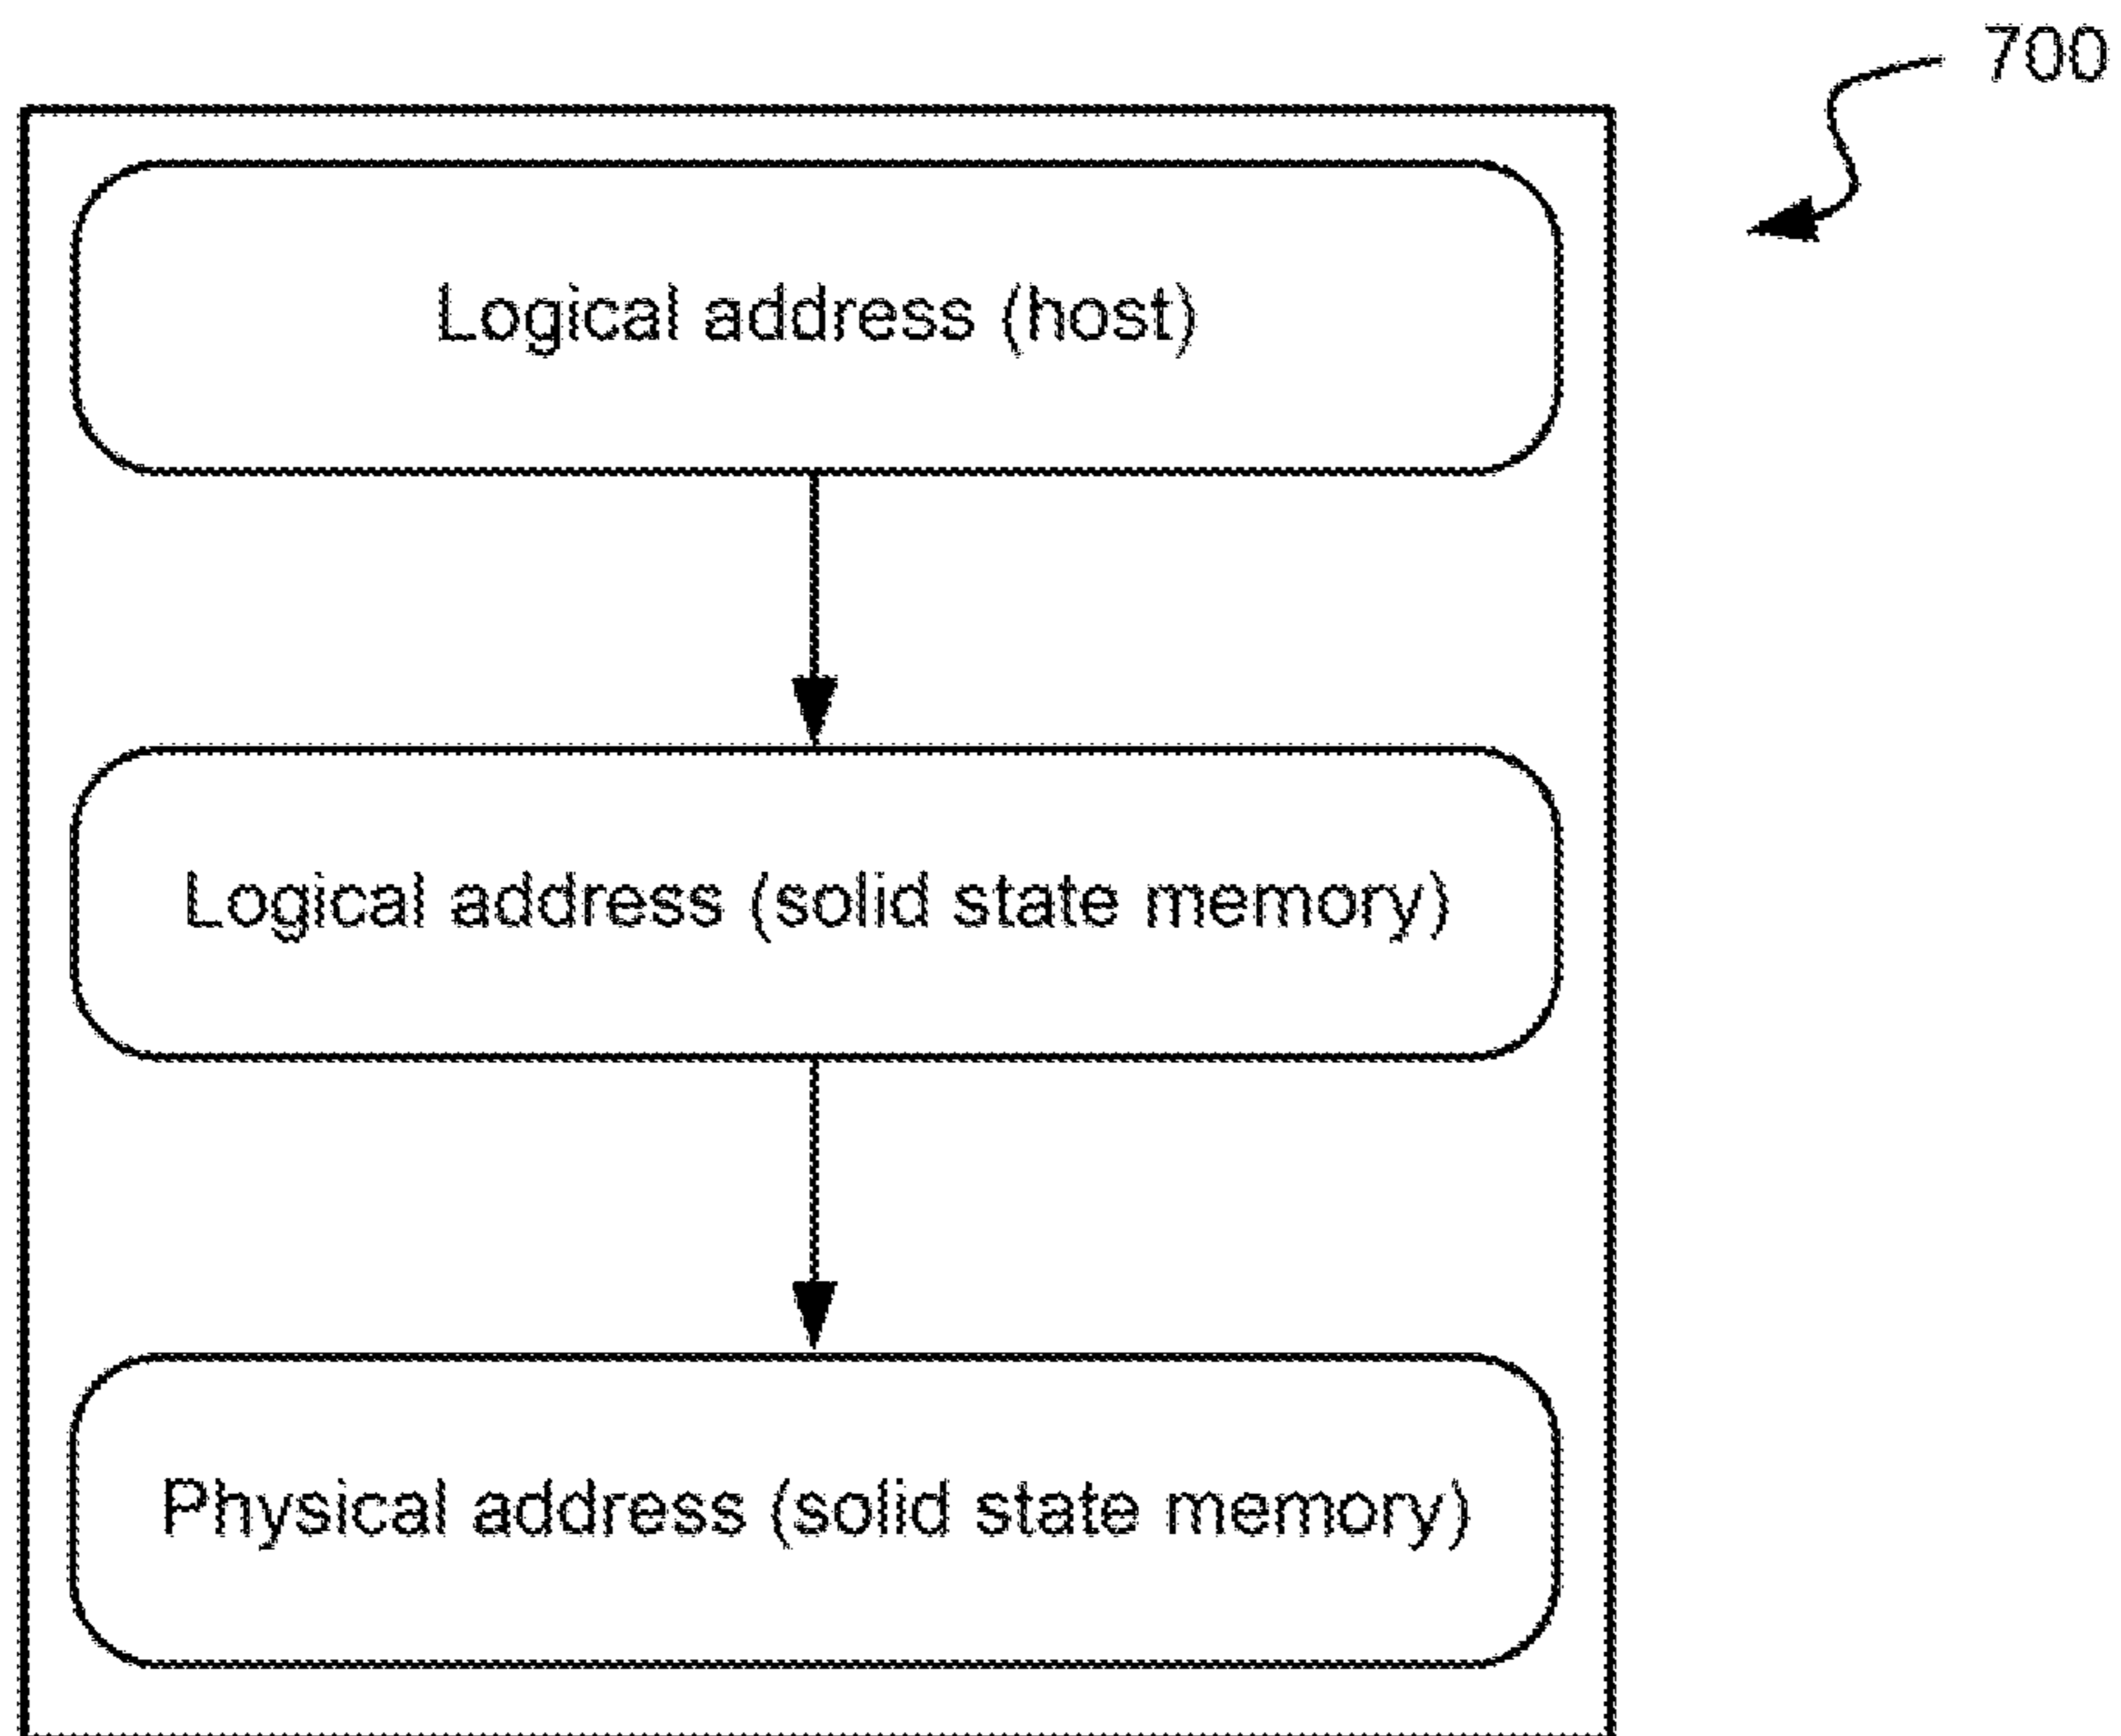 700
Logical address (host)
Logical address (solid state memory)
Physical address (solid state memory)